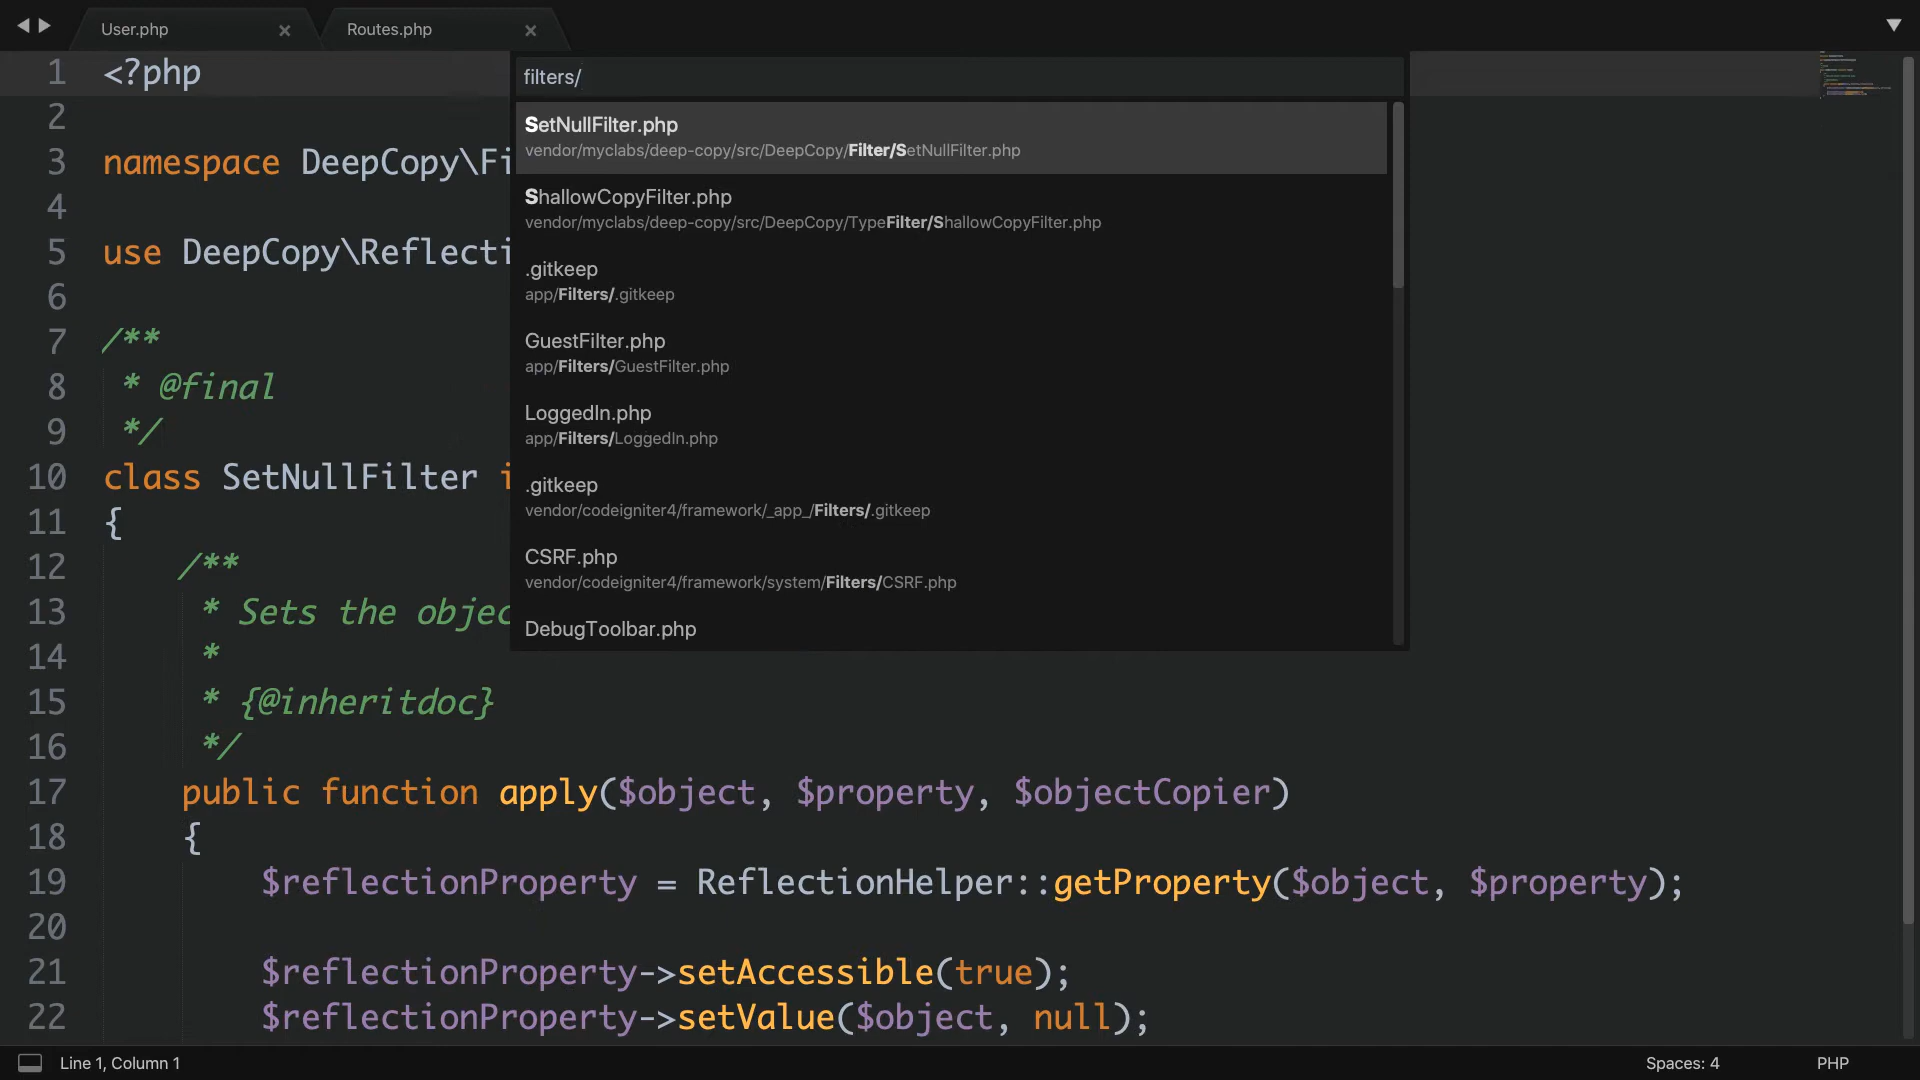 User.php
Routes.php
filters/
SetNullFilter.php
vendor/myclabs/deep-copy/src/DeepCopy/Filter/SetNullFilter.php
ShallowCopyFilter.php
vendor/myclabs/deep-copy/src/DeepCopy/TypeFilter/ShallowCopyFilter.php
.gitkeep
app/Filters/.gitkeep
GuestFilter.php
app/Filters/GuestFilter.php
LoggedIn.php
app/Filters/LoggedIn.php
.gitkeep
vendor/codeigniter4/framework/_app_/Filters/.gitkeep
CSRF.php
vendor/codeigniter4/framework/system/Filters/CSRF.php
DebugToolbar.php
1 <?php
2
3 namespace DeepCopy\Fi
4
5 use DeepCopy\Reflecti
6
7 /**
8 * @final
9 */
10 class SetNullFilter i
11 {
12 /**
13 * Sets the objec
14 *
15 * {@inheritdoc}
16 */
17 public function apply($object, $property, $objectCopier)
18 {
19 $reflectionProperty = ReflectionHelper::getProperty($object, $property);
20
21 $reflectionProperty->setAccessible(true);
22 $reflectionProperty->setValue($object, null);
Line 1, Column 1
Spaces: 4
PHP